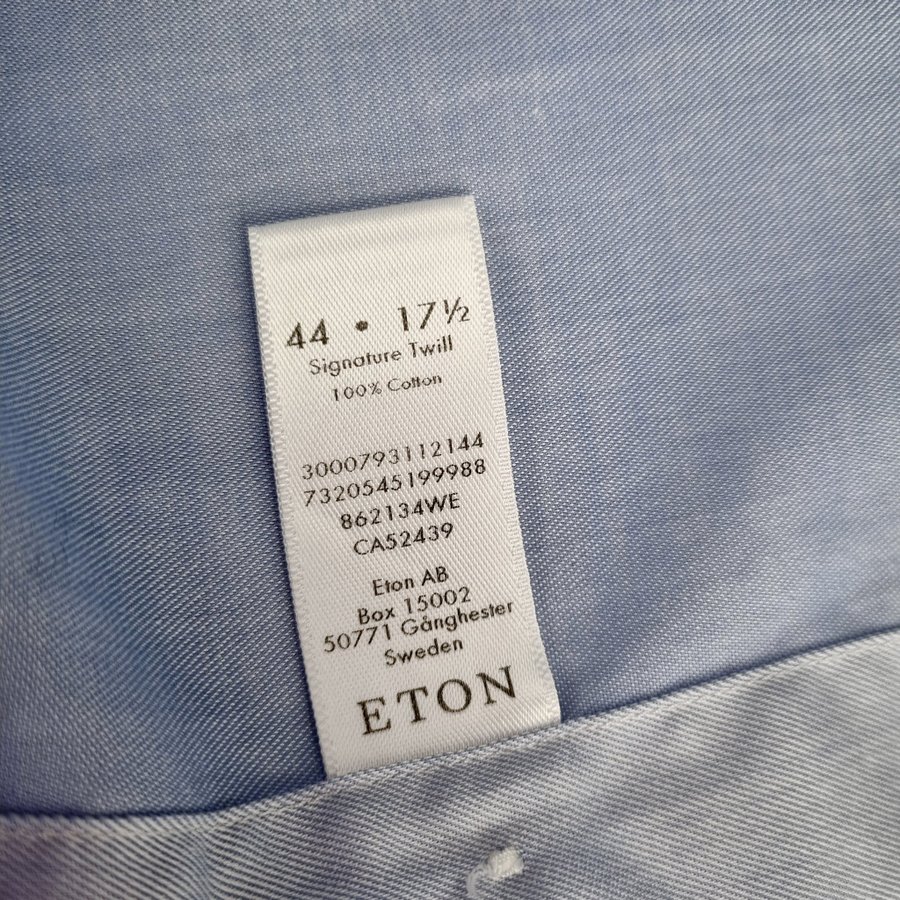 44 • 17½
Signature Twill
100% Cotton
3000793112144
7320545199988
862134WE
CA52439
Eton AB
Box 15002
50771 Gånghester
Sweden
ETON